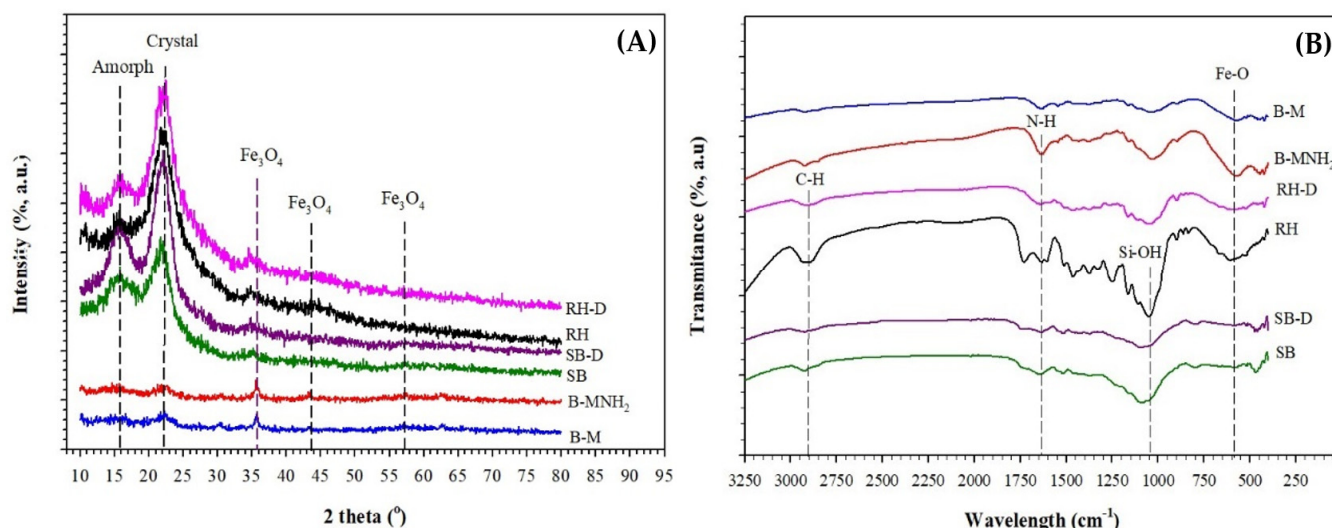 (A)
Crystal
Amorph
Fe₃O₄
Fe₃O₄
Fe₃O₄
RH-D
RH
SB-D
SB
B-MNH₂
B-M
Intensity (%, a.u.)
10 15 20 25 30 35 40 45 50 55 60 65 70 75 80 85 90 95
2 theta (°)
(B)
Fe-O
B-M
N-H
B-MNH₂
C-H
RH-D
RH
Si-OH
SB-D
SB
Transmitance (%, a.u)
3250 3000 2750 2500 2250 2000 1750 1500 1250 1000 750 500 250
Wavelength (cm⁻¹)